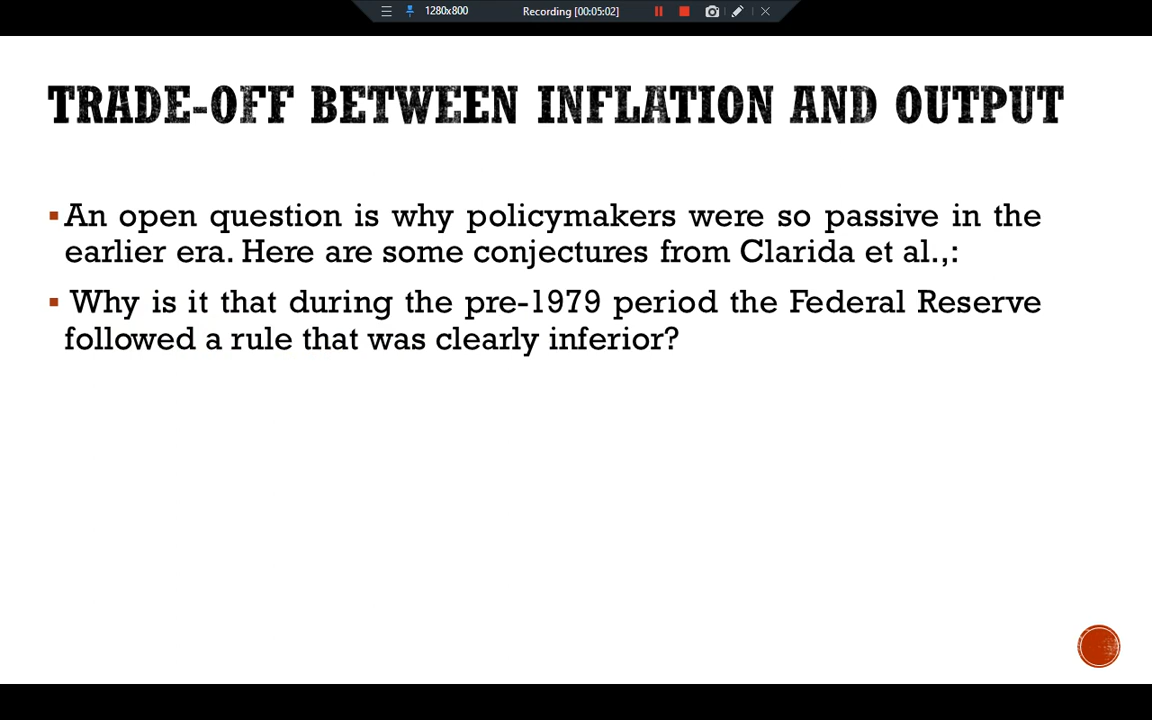 1280x800 Recording [00:05:02]
TRADE-OFF BETWEEN INFLATION AND OUTPUT
An open question is why policymakers were so passive in the
earlier era. Here are some conjectures from Clarida et al.,:
Why is it that during the pre-1979 period the Federal Reserve
followed a rule that was clearly inferior?